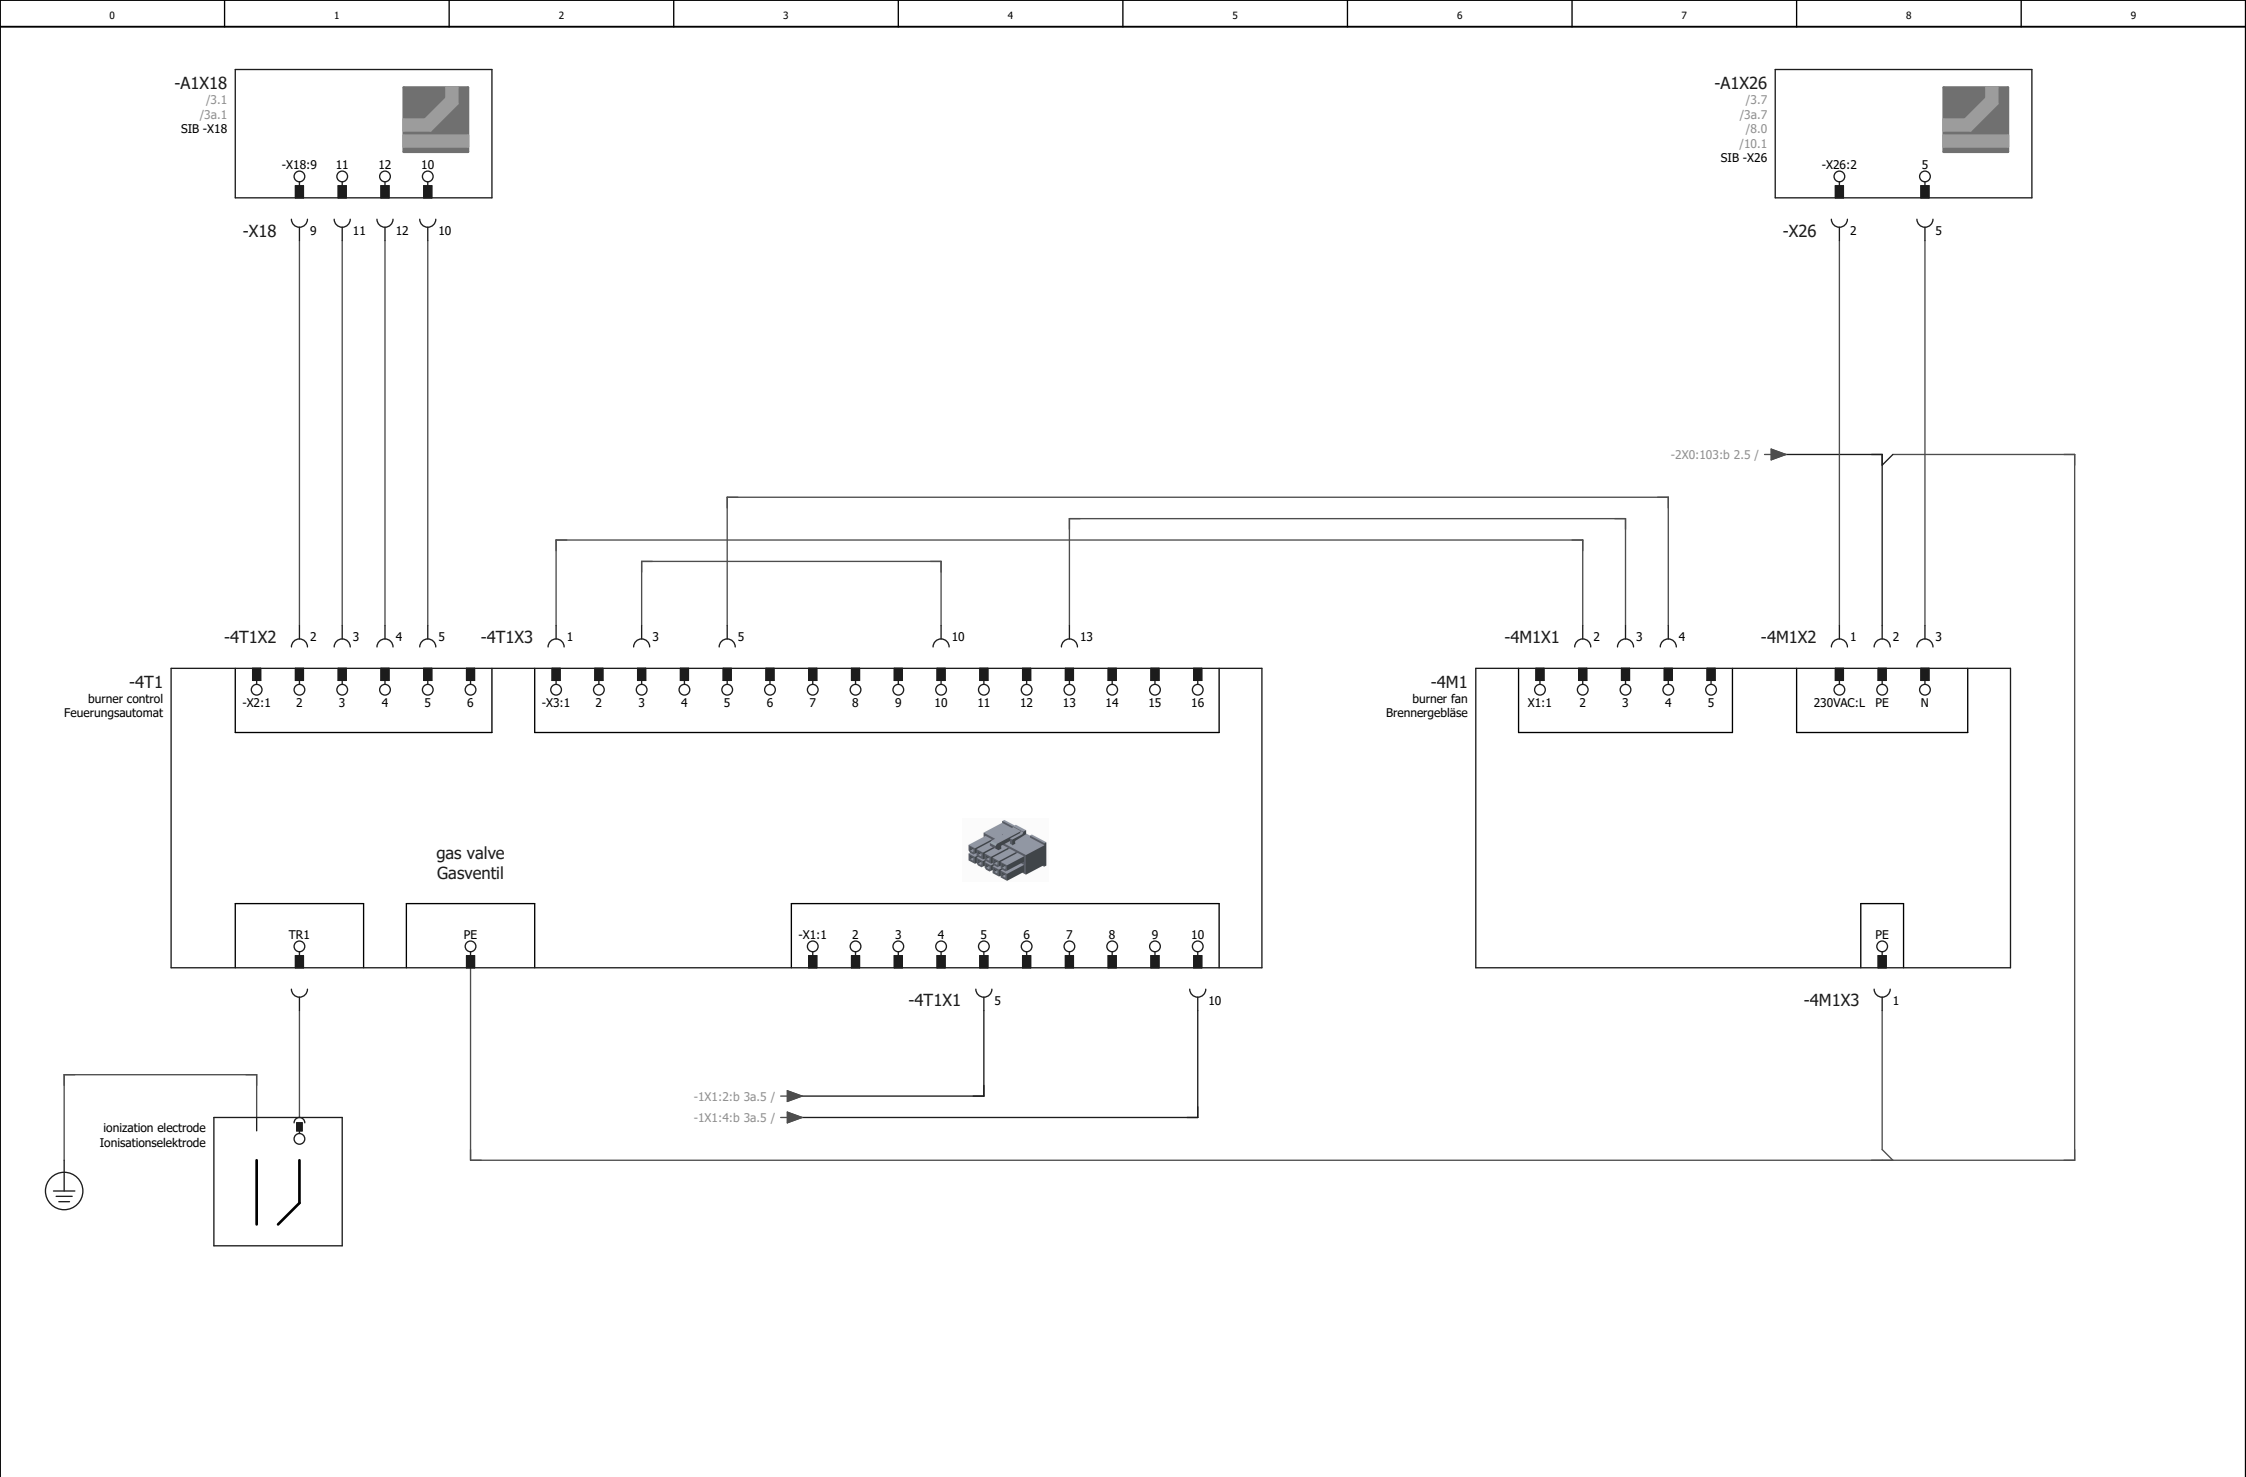 0 1 2 3 4 5 6 7 8 9
-A1X18
/3.1
/3a.1
SIB -X18
-X18:9 11 12 10
-X18 9 11 12 10
-A1X26
/3.7
/3a.7
/8.0
/10.1
SIB -X26
-X26:2 5
-X26 2 5
-2X0:103:b 2.5 /
-4T1X2 2 3 4 5
-4T1X3 1 3 5 10 13
-4M1X1 2 3 4
-4M1X2 1 2 3
-4T1
burner control
Feuerungsautomat
-X2:1 2 3 4 5 6
-X3:1 2 3 4 5 6 7 8 9 10 11 12 13 14 15 16
-4M1
burner fan
Brennergebläse
X1:1 2 3 4 5
230VAC:L PE N
gas valve
Gasventil
TR1
PE
-X1:1 2 3 4 5 6 7 8 9 10
PE
-4T1X1 5 10
-4M1X3 1
-1X1:2:b 3a.5 /
-1X1:4:b 3a.5 /
ionization electrode
Ionisationselektrode